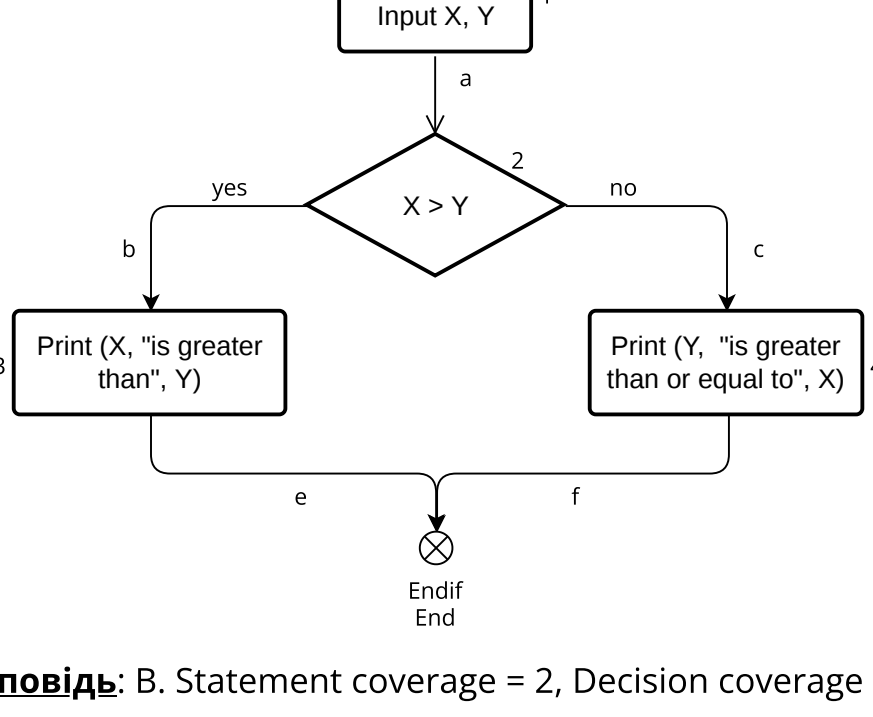 Input X, Y
a
2
X > Y
yes
no
b
c
Print (X, "is greater
than", Y)
Print (Y, "is greater
than or equal to", X)
e
f
Endif
End
повідь: B. Statement coverage = 2, Decision coverage